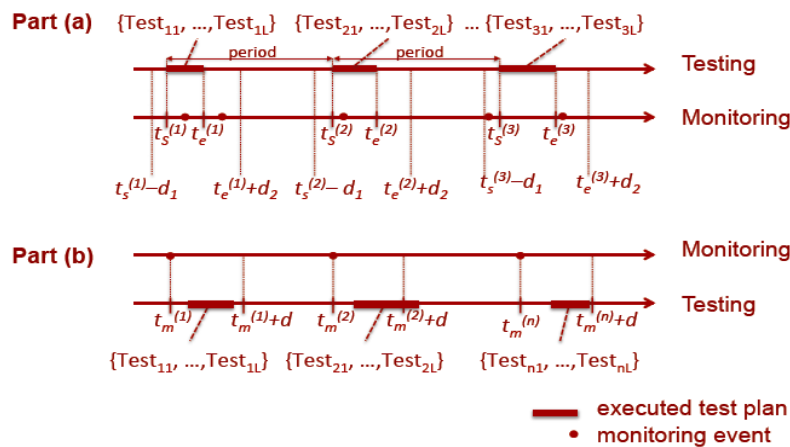 Part (a) {Test₁₁, ...,Test₁L} {Test₂₁, ...,Test₂L} ... {Test₃₁, ...,Test₃L}
period period
Testing
Monitoring
tₛ⁽¹⁾ tₑ⁽¹⁾ tₛ⁽²⁾ tₑ⁽²⁾ tₛ⁽³⁾ tₑ⁽³⁾
tₛ⁽¹⁾–d₁ tₑ⁽¹⁾+d₂ tₛ⁽²⁾– d₁ tₑ⁽²⁾+d₂ tₛ⁽³⁾–d₁ tₑ⁽³⁾+d₂
Part (b) Monitoring
Testing
tₘ⁽¹⁾ tₘ⁽¹⁾+d tₘ⁽²⁾ tₘ⁽²⁾+d tₘ⁽ⁿ⁾ tₘ⁽ⁿ⁾+d
{Test₁₁, ...,Test₁L} {Test₂₁, ...,Test₂L} {Testₙ₁, ...,TestₙL}
executed test plan
monitoring event